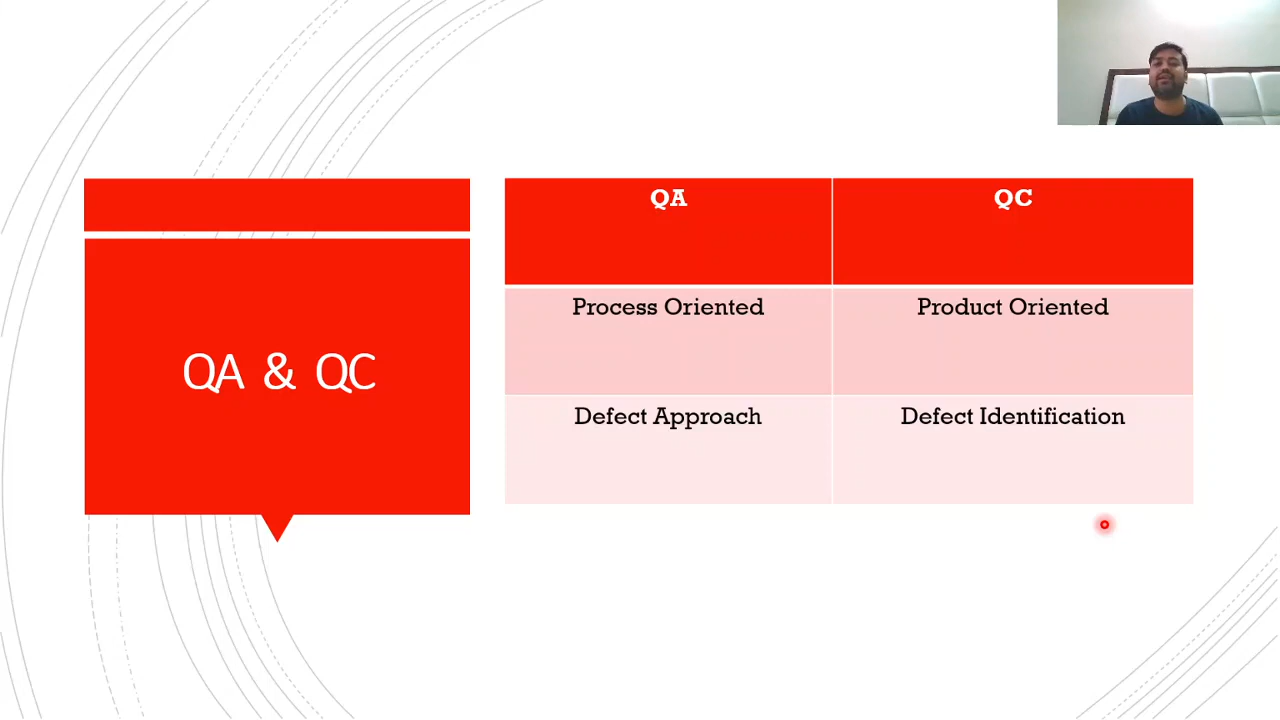 QA & QC
QA
QC
Process Oriented
Product Oriented
Defect Approach
Defect Identification